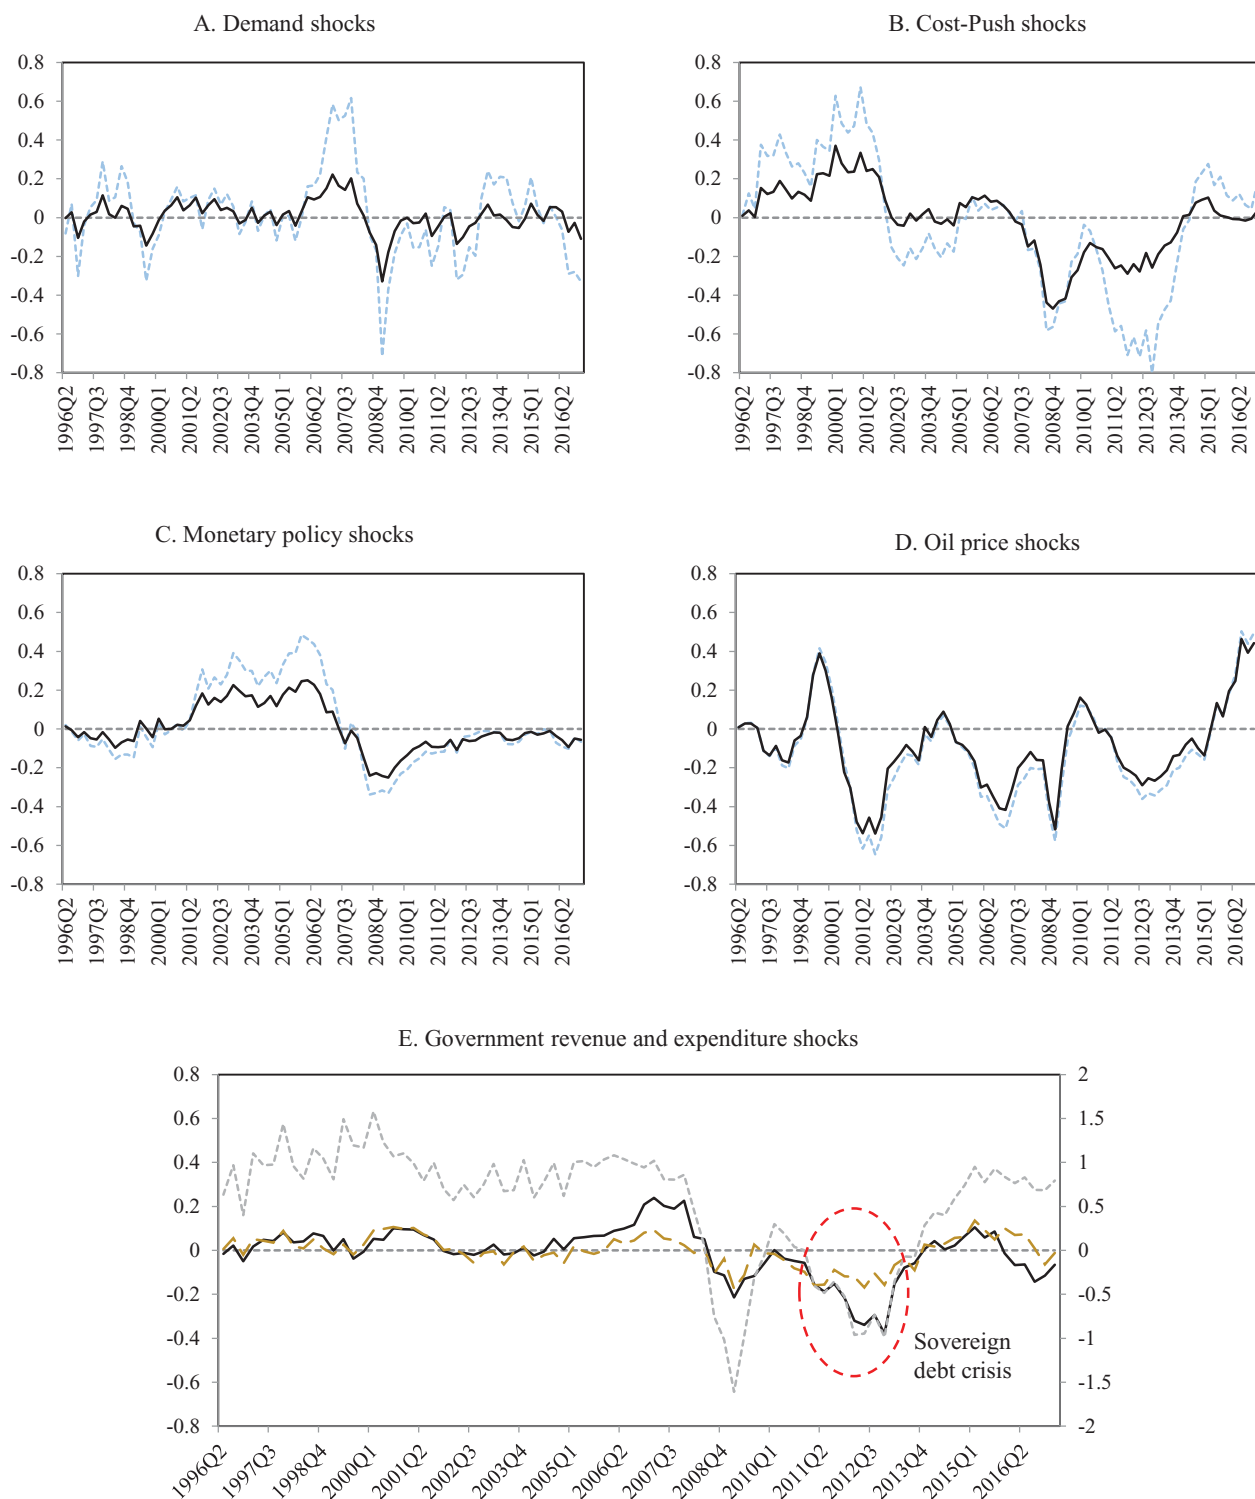 A. Demand shocks
0.8
0.6
0.4
0.2
0
-0.2
-0.4
-0.6
-0.8
1996Q2
1997Q3
1998Q4
2000Q1
2001Q2
2002Q3
2003Q4
2005Q1
2006Q2
2007Q3
2008Q4
2010Q1
2011Q2
2012Q3
2013Q4
2015Q1
2016Q2
B. Cost-Push shocks
0.8
0.6
0.4
0.2
0
-0.2
-0.4
-0.6
-0.8
1996Q2
1997Q3
1998Q4
2000Q1
2001Q2
2002Q3
2003Q4
2005Q1
2006Q2
2007Q3
2008Q4
2010Q1
2011Q2
2012Q3
2013Q4
2015Q1
2016Q2
C. Monetary policy shocks
0.8
0.6
0.4
0.2
0
-0.2
-0.4
-0.6
-0.8
1996Q2
1997Q3
1998Q4
2000Q1
2001Q2
2002Q3
2003Q4
2005Q1
2006Q2
2007Q3
2008Q4
2010Q1
2011Q2
2012Q3
2013Q4
2015Q1
2016Q2
D. Oil price shocks
0.8
0.6
0.4
0.2
0
-0.2
-0.4
-0.6
-0.8
1996Q2
1997Q3
1998Q4
2000Q1
2001Q2
2002Q3
2003Q4
2005Q1
2006Q2
2007Q3
2008Q4
2010Q1
2011Q2
2012Q3
2013Q4
2015Q1
2016Q2
E. Government revenue and expenditure shocks
0.8
0.6
0.4
0.2
0
-0.2
-0.4
-0.6
-0.8
2
1.5
1
0.5
0
-0.5
-1
-1.5
-2
Sovereign
debt crisis
1996Q2
1997Q3
1998Q4
2000Q1
2001Q2
2002Q3
2003Q4
2005Q1
2006Q2
2007Q3
2008Q4
2010Q1
2011Q2
2012Q3
2013Q4
2015Q1
2016Q2